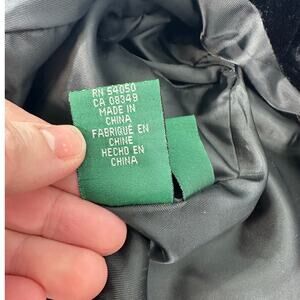 RN 54050
CA 08349
MADE IN
CHINA
FABRIQUÉ EN
CHINE
HECHO EN
CHINA